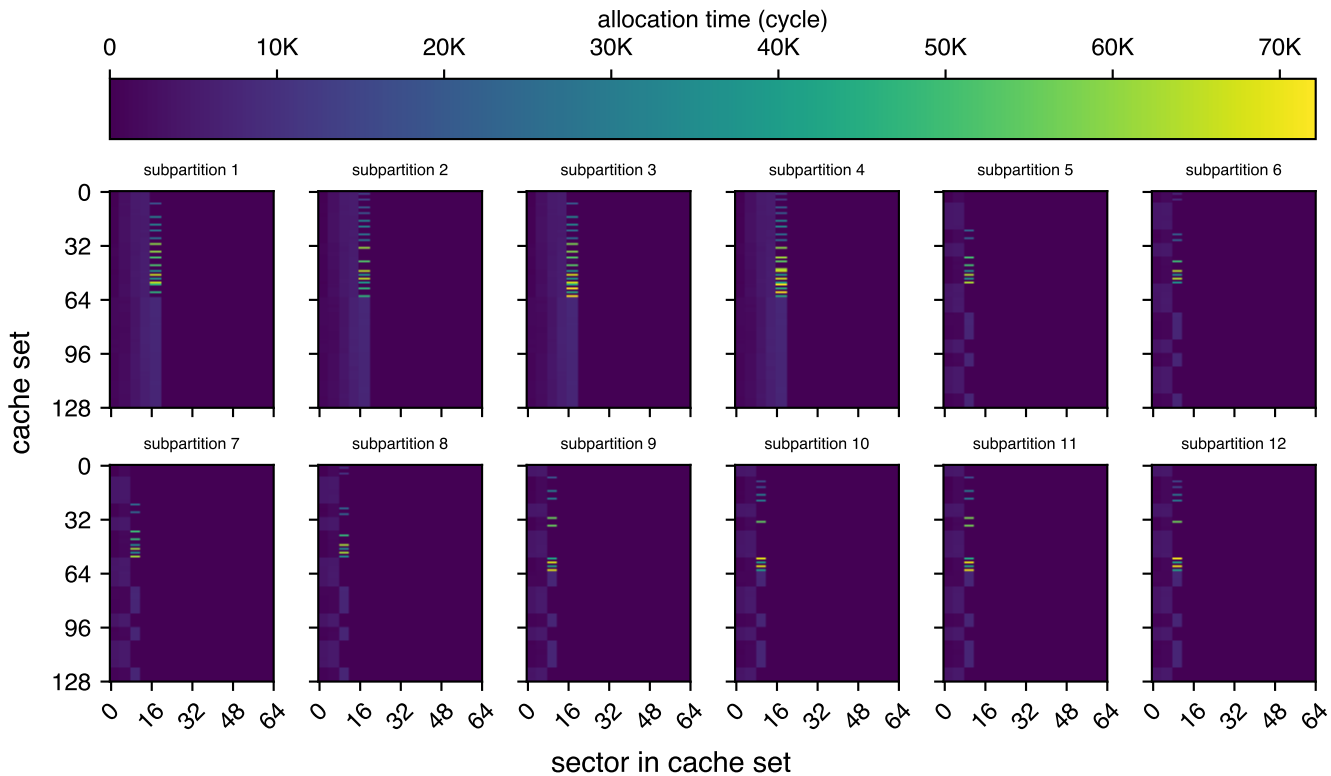 allocation time (cycle)
0 10K 20K 30K 40K 50K 60K 70K
subpartition 1 subpartition 2 subpartition 3 subpartition 4 subpartition 5 subpartition 6
0
32
64
96
128
cache set
subpartition 7 subpartition 8 subpartition 9 subpartition 10 subpartition 11 subpartition 12
0
32
64
96
128
0 16 32 48 64 0 16 32 48 64 0 16 32 48 64 0 16 32 48 64 0 16 32 48 64 0 16 32 48 64
sector in cache set